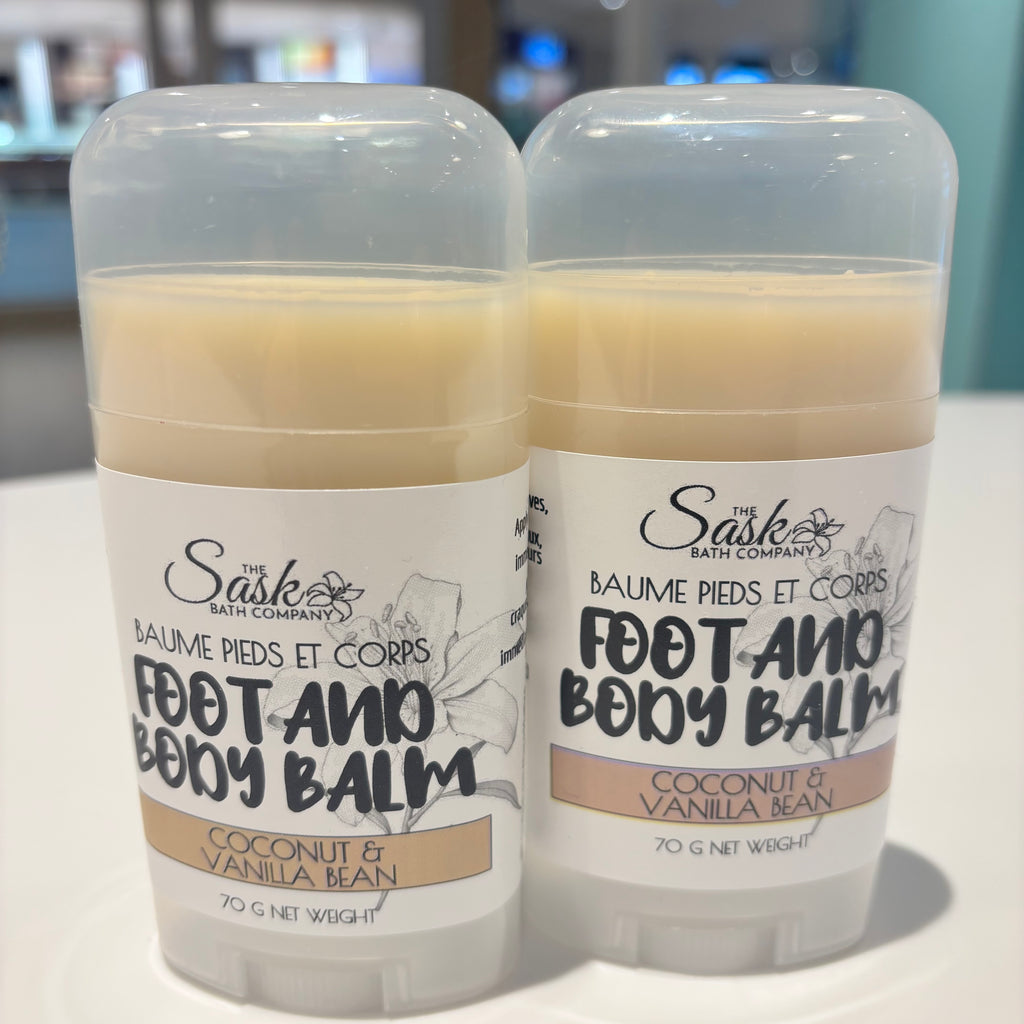 THE
Sask
BATH COMPANY
BAUME PIEDS ET CORPS
FOOT AND
BODY BALM
COCONUT &
VANILLA BEAN
70 G NET WEIGHT
THE
Sask
BATH COMPANY
BAUME PIEDS ET CORPS
FOOT AND
BODY BALM
COCONUT &
VANILLA BEAN
70 G NET WEIGHT